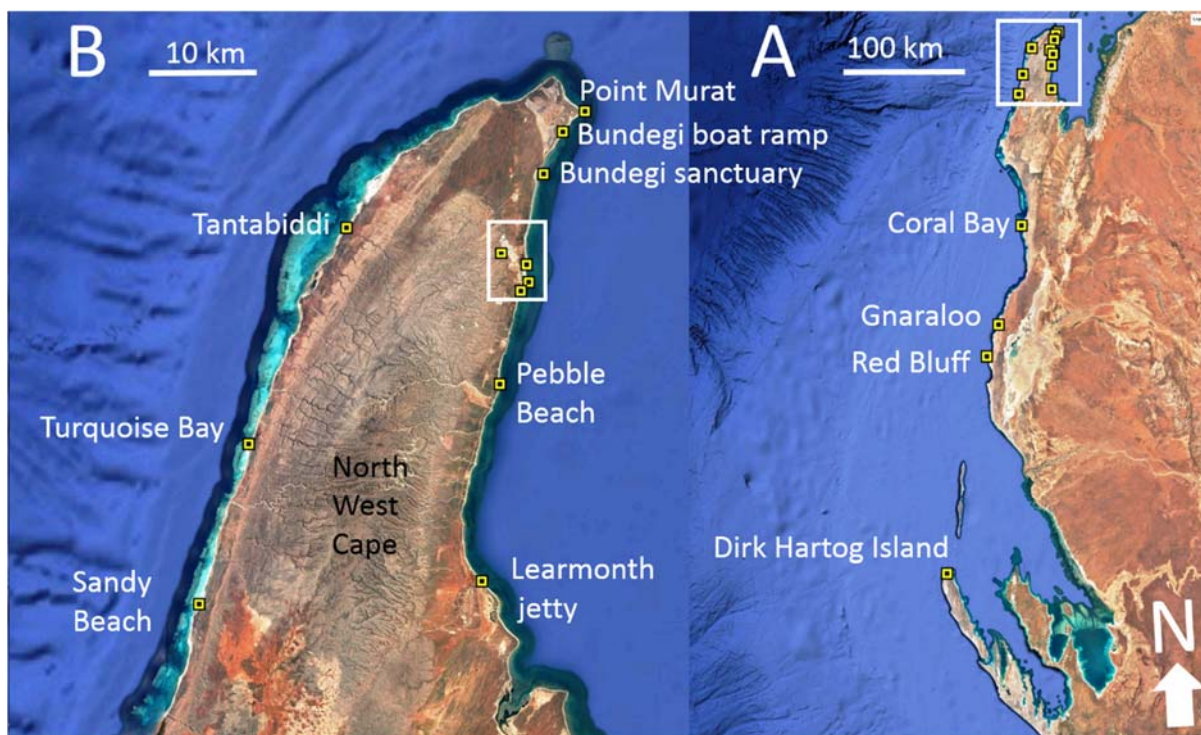 B
10 km
Point Murat
Bundegi boat ramp
Bundegi sanctuary
Tantabiddi
Pebble
Beach
Turquoise Bay
North
West
Cape
Sandy
Beach
Learmonth
jetty
A
100 km
Coral Bay
Gnaraloo
Red Bluff
Dirk Hartog Island
N